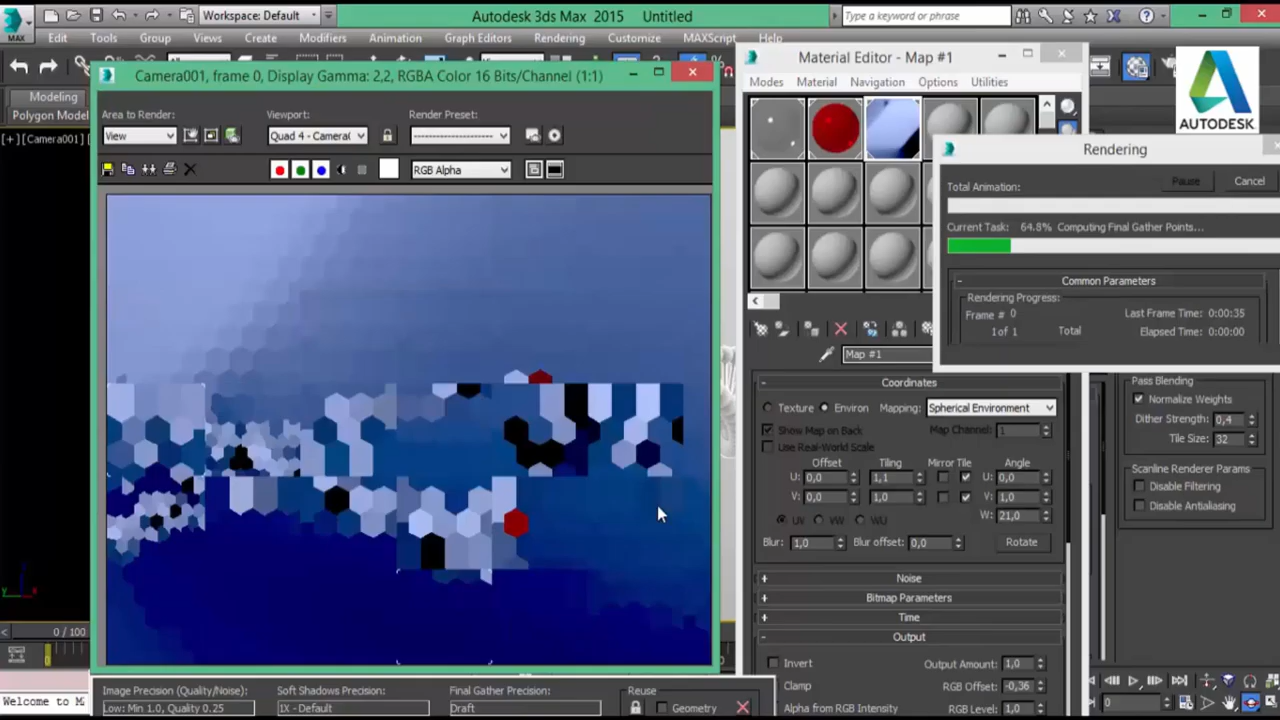 Workspace: Default
Autodesk 3ds Max 2015
Untitled
Type a keyword or phrase
MAX
Edit
Tools
Group
Views
Create
Modifiers
Animation
Graph Editors
Rendering
Customize
MAXScript
Help
Modeling
Polygon Model
[+] [Camera001]
Camera001, frame 0, Display Gamma: 2,2, RGBA Color 16 Bits/Channel (1:1)
Area to Render:
Viewport:
Render Preset:
View
Quad 4 - Camera(
RGB Alpha
Material Editor - Map #1
Modes
Material
Navigation
Options
Utilities
AUTODESK
Rendering
Total Animation:
Pause
Cancel
Current Task: 64.8% Computing Final Gather Points...
- Common Parameters
Rendering Progress:
Frame # 0
Last Frame Time: 0:00:35
1 of 1
Total
Elapsed Time: 0:00:00
Map #1
- Coordinates
Texture
Environ
Mapping:
Spherical Environment
Show Map on Back
Map Channel: 1
Use Real-World Scale
Offset
Tiling
Mirror Tile
Angle
U: 0,0
1,1
U: 0,0
V: 0,0
1,0
V: 1,0
W: 21,0
UV
VW
WU
Blur: 1,0
Blur offset: 0,0
Rotate
+ Noise
+ Bitmap Parameters
+ Time
- Output
Invert
Output Amount: 1,0
Clamp
RGB Offset: -0,36
Alpha from RGB Intensity
RGB Level: 1,0
Pass Blending
Normalize Weights
Dither Strength: 0,4
Tile Size: 32
Scanline Renderer Params
Disable Filtering
Disable Antialiasing
0 / 100
0
Welcome to M
Image Precision (Quality/Noise):
Soft Shadows Precision:
Final Gather Precision:
Reuse
Low: Min 1.0, Quality 0.25
1X - Default
Draft
Geometry
0